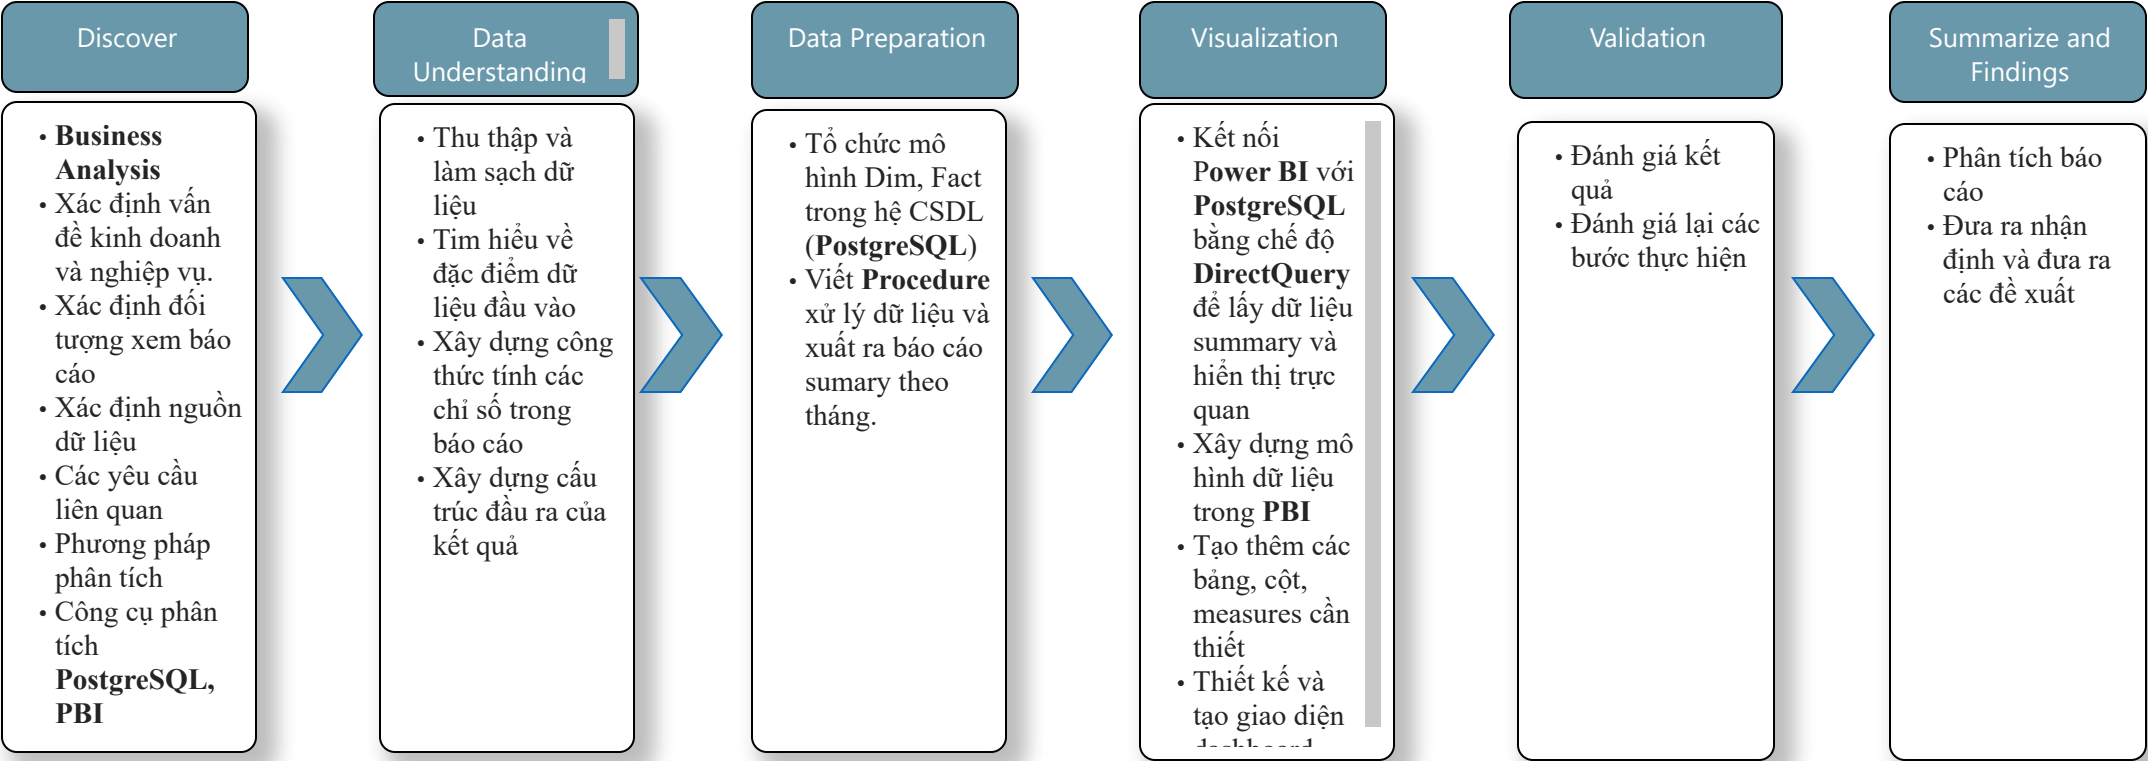 Discover
• Business
Analysis
• Xác định vấn
đề kinh doanh
và nghiệp vụ.
• Xác định đối
tượng xem báo
cáo
• Xác định nguồn
dữ liệu
• Các yêu cầu
liên quan
• Phương pháp
phân tích
• Công cụ phân
tích
PostgreSQL,
PBI
Data
Understanding
• Thu thập và
làm sạch dữ
liệu
• Tim hiểu về
đặc điểm dữ
liệu đầu vào
• Xây dựng công
thức tính các
chỉ số trong
báo cáo
• Xây dựng cấu
trúc đầu ra của
kết quả
Data Preparation
• Tổ chức mô
hình Dim, Fact
trong hệ CSDL
(PostgreSQL)
• Viết Procedure
xử lý dữ liệu và
xuất ra báo cáo
sumary theo
tháng.
Visualization
• Kết nối
Power BI với
PostgreSQL
bằng chế độ
DirectQuery
để lấy dữ liệu
summary và
hiển thị trực
quan
• Xây dựng mô
hình dữ liệu
trong PBI
• Tạo thêm các
bảng, cột,
measures cần
thiết
• Thiết kế và
tạo giao diện
dashboard
Validation
• Đánh giá kết
quả
• Đánh giá lại các
bước thực hiện
Summarize and
Findings
• Phân tích báo
cáo
• Đưa ra nhận
định và đưa ra
các đề xuất